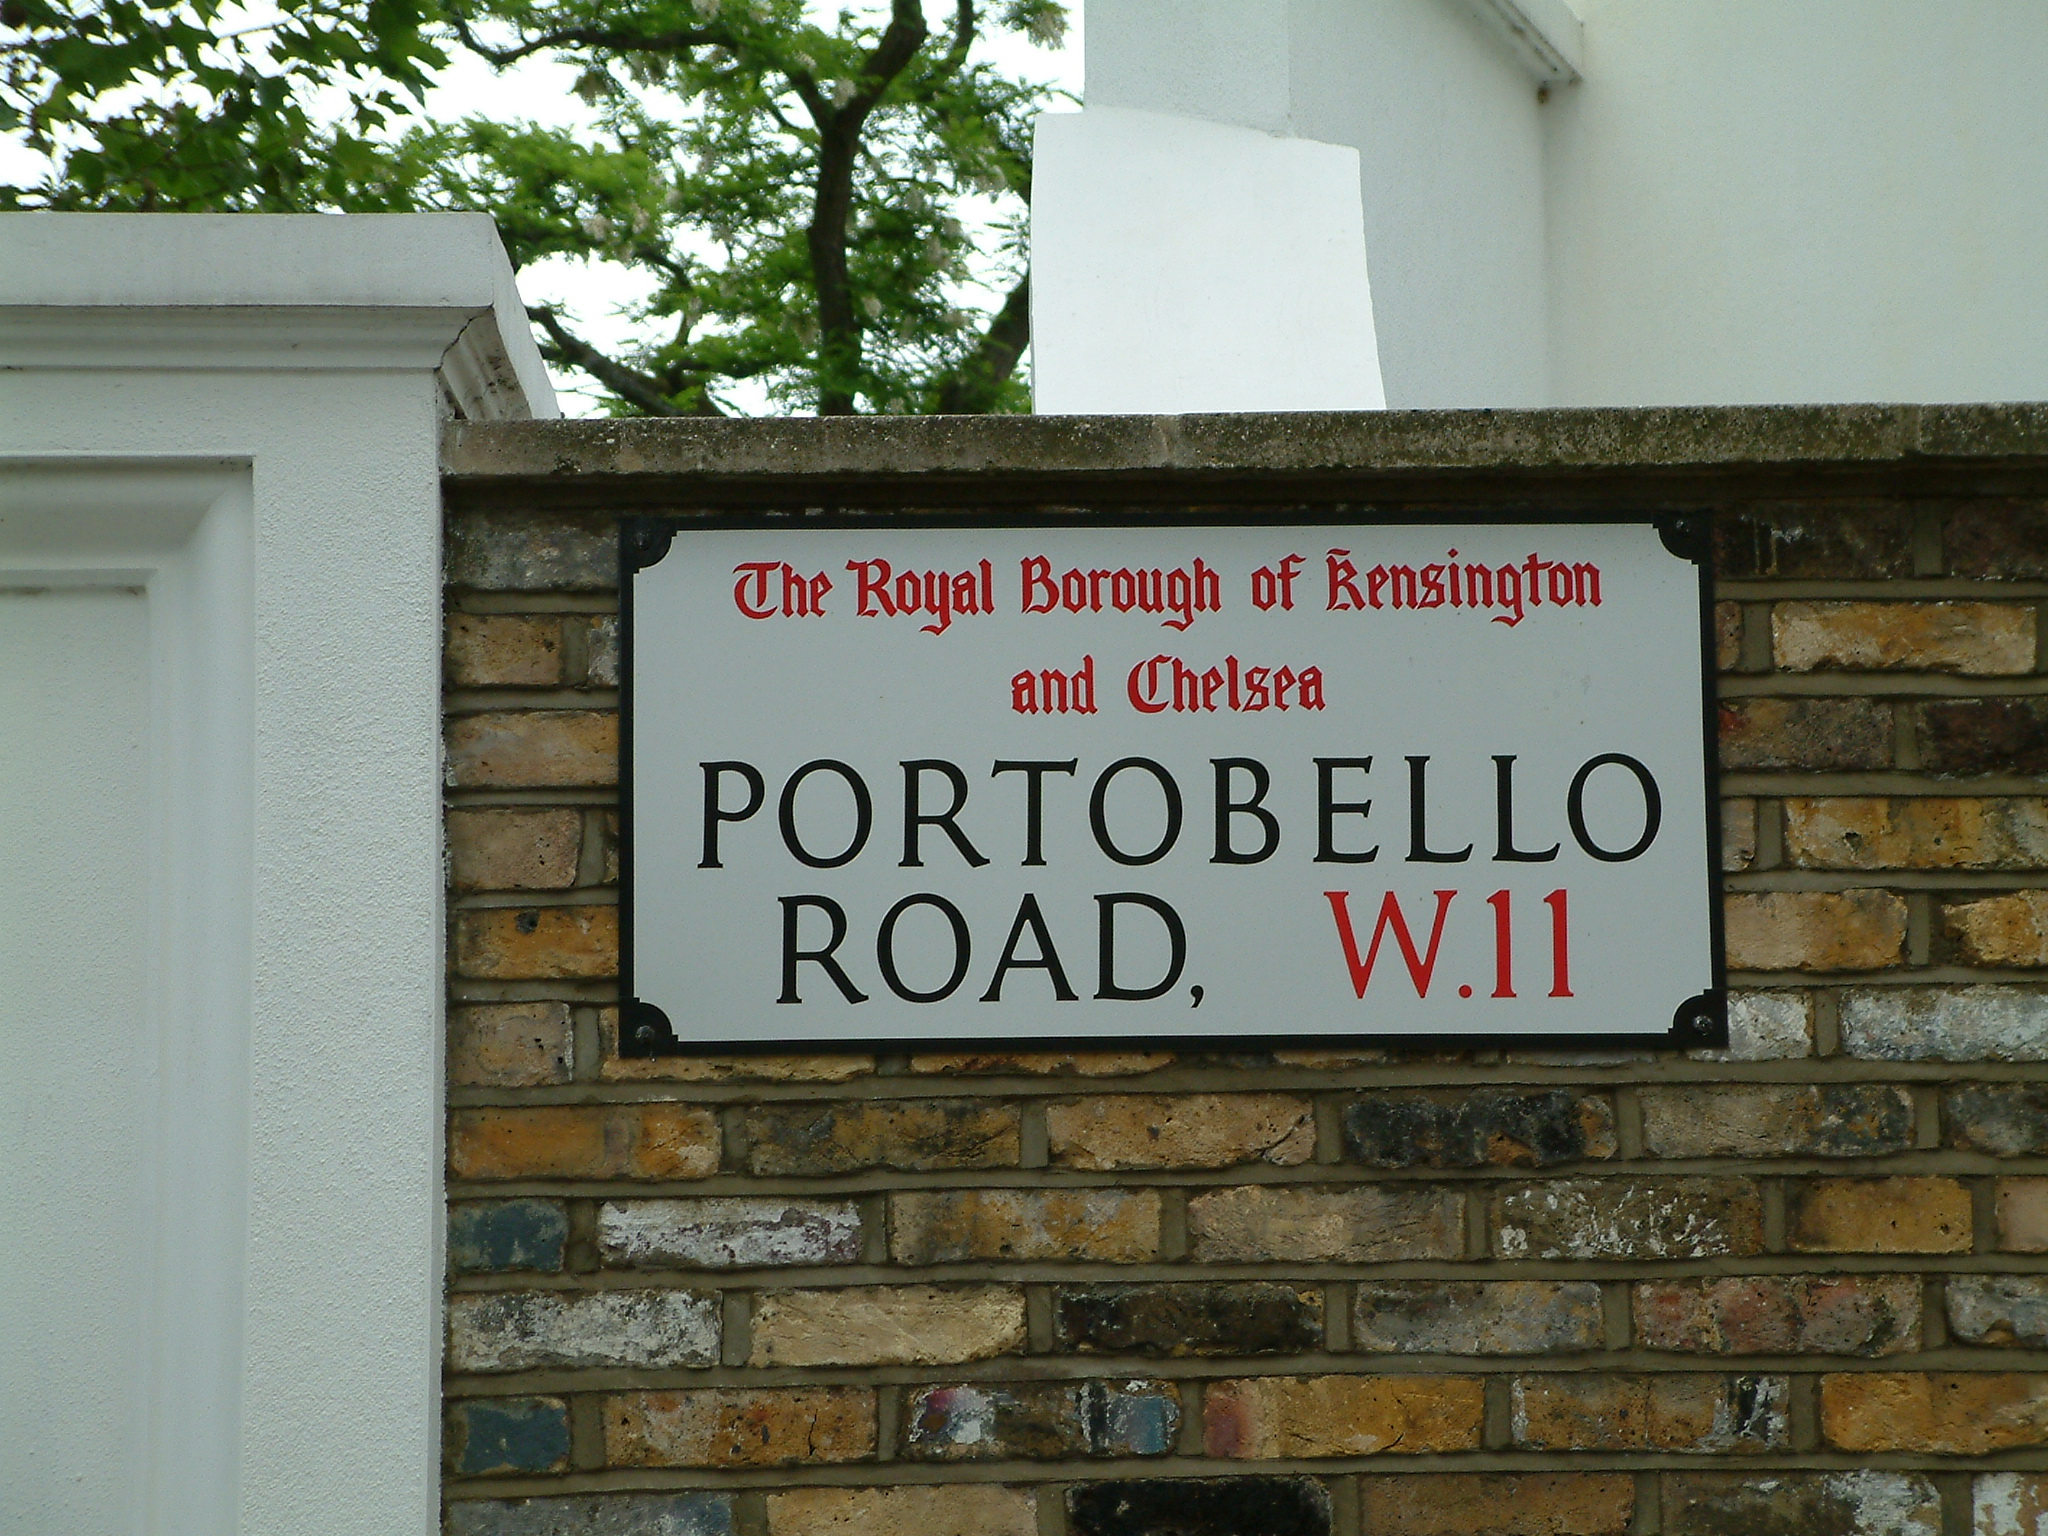 The Royal Borough of Kensington
and Chelsea
PORTOBELLO
ROAD, W.11